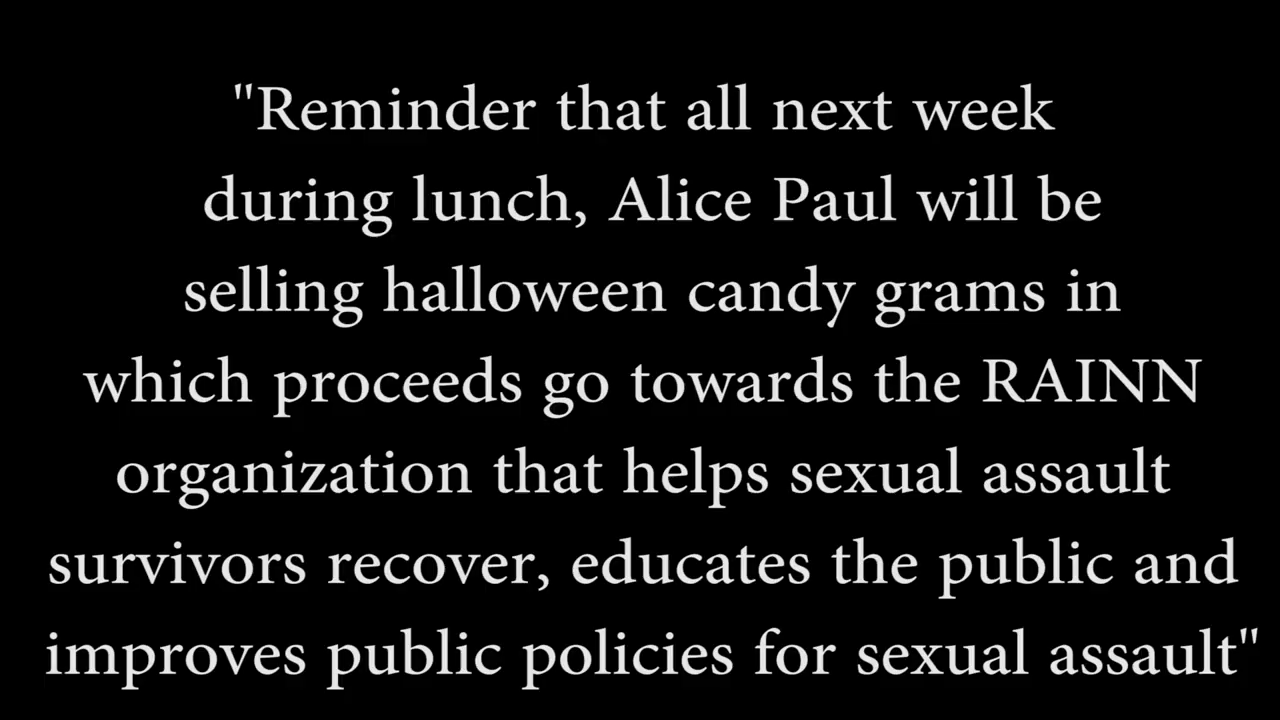 "Reminder that all next week
during lunch, Alice Paul will be
selling halloween candy grams in
which proceeds go towards the RAINN
organization that helps sexual assault
survivors recover, educates the public and
improves public policies for sexual assault"